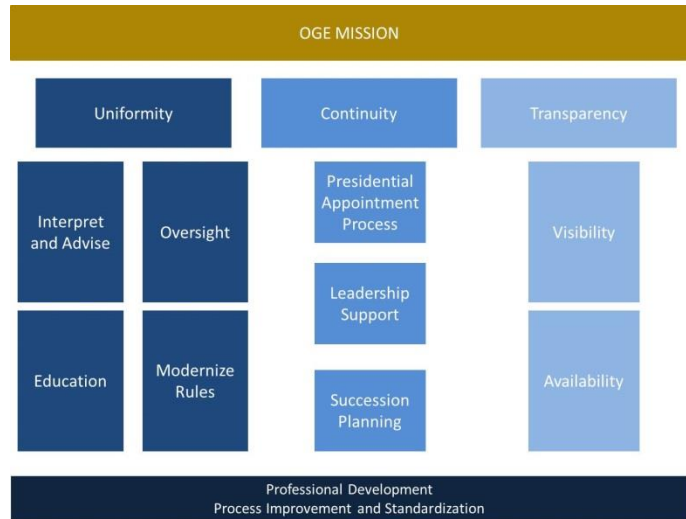 OGE MISSION
Uniformity
Continuity
Transparency
Interpret
and Advise
Oversight
Education
Modernize
Rules
Presidential
Appointment
Process
Leadership
Support
Succession
Planning
Visibility
Availability
Professional Development
Process Improvement and Standardization